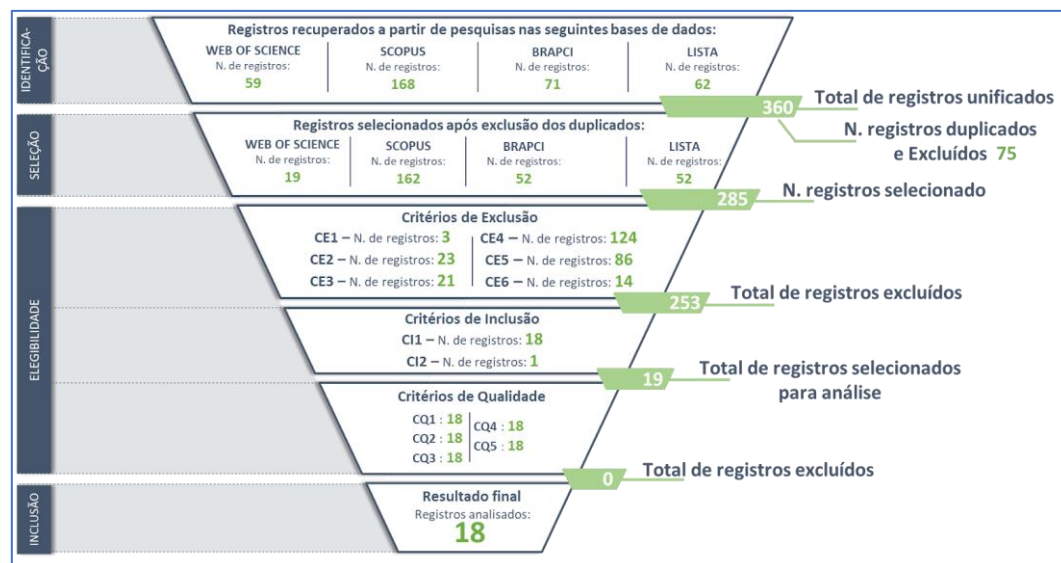 IDENTIFICA-
ÇÃO
Registros recuperados a partir de pesquisas nas seguintes bases de dados:
WEB OF SCIENCE
N. de registros:
59
SCOPUS
N. de registros:
168
BRAPCI
N. de registros:
71
LISTA
N. de registros:
62
360
Total de registros unificados
N. registros duplicados
e Excluídos 75
SELEÇÃO
Registros selecionados após exclusão dos duplicados:
WEB OF SCIENCE
N. de registros:
19
SCOPUS
N. de registros:
162
BRAPCI
N. de registros:
52
LISTA
N. de registros:
52
285
N. registros selecionado
ELEGIBILIDADE
Critérios de Exclusão
CE1 – N. de registros: 3
CE2 – N. de registros: 23
CE3 – N. de registros: 21
CE4 – N. de registros: 124
CE5 – N. de registros: 86
CE6 – N. de registros: 14
253
Total de registros excluídos
Critérios de Inclusão
CI1 – N. de registros: 18
CI2 – N. de registros: 1
19
Total de registros selecionados
para análise
Critérios de Qualidade
CQ1 : 18
CQ2 : 18
CQ3 : 18
CQ4 : 18
CQ5 : 18
0
Total de registros excluídos
INCLUSÃO
Resultado final
Registros analisados:
18